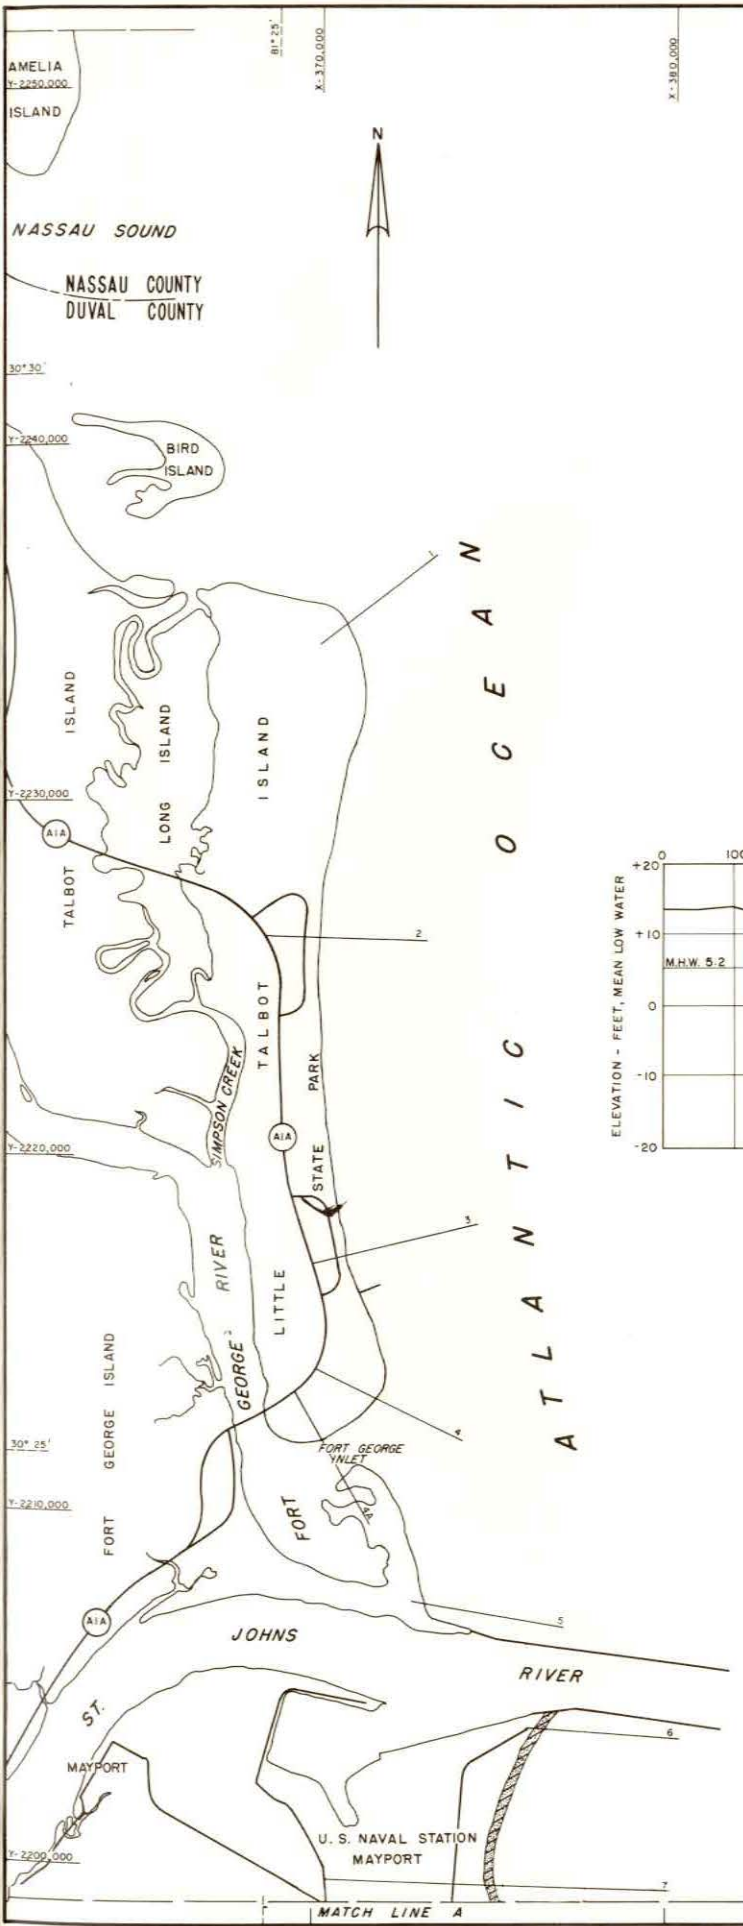 81° 25'
X-370,000
X-380,000
AMELIA
Y-2250,000
ISLAND
N
NASSAU SOUND
NASSAU COUNTY
DUVAL COUNTY
30° 30'
Y-2240,000
BIRD
ISLAND
1
ATLANTIC OCEAN
TALBOT ISLAND
LONG ISLAND
LITTLE TALBOT ISLAND
Y-2230,000
A1A
2
0 100
+20
+10
M.H.W. 5.2
0
-10
-20
ELEVATION - FEET, MEAN LOW WATER
SIMPSON CREEK
STATE PARK
A1A
Y-2220,000
3
FORT GEORGE RIVER
FORT GEORGE ISLAND
4
30° 25'
FORT GEORGE
INLET
4A
Y-2210,000
5
A1A
ST. JOHNS RIVER
6
MAYPORT
U. S. NAVAL STATION
MAYPORT
Y-2200,000
7
MATCH LINE A